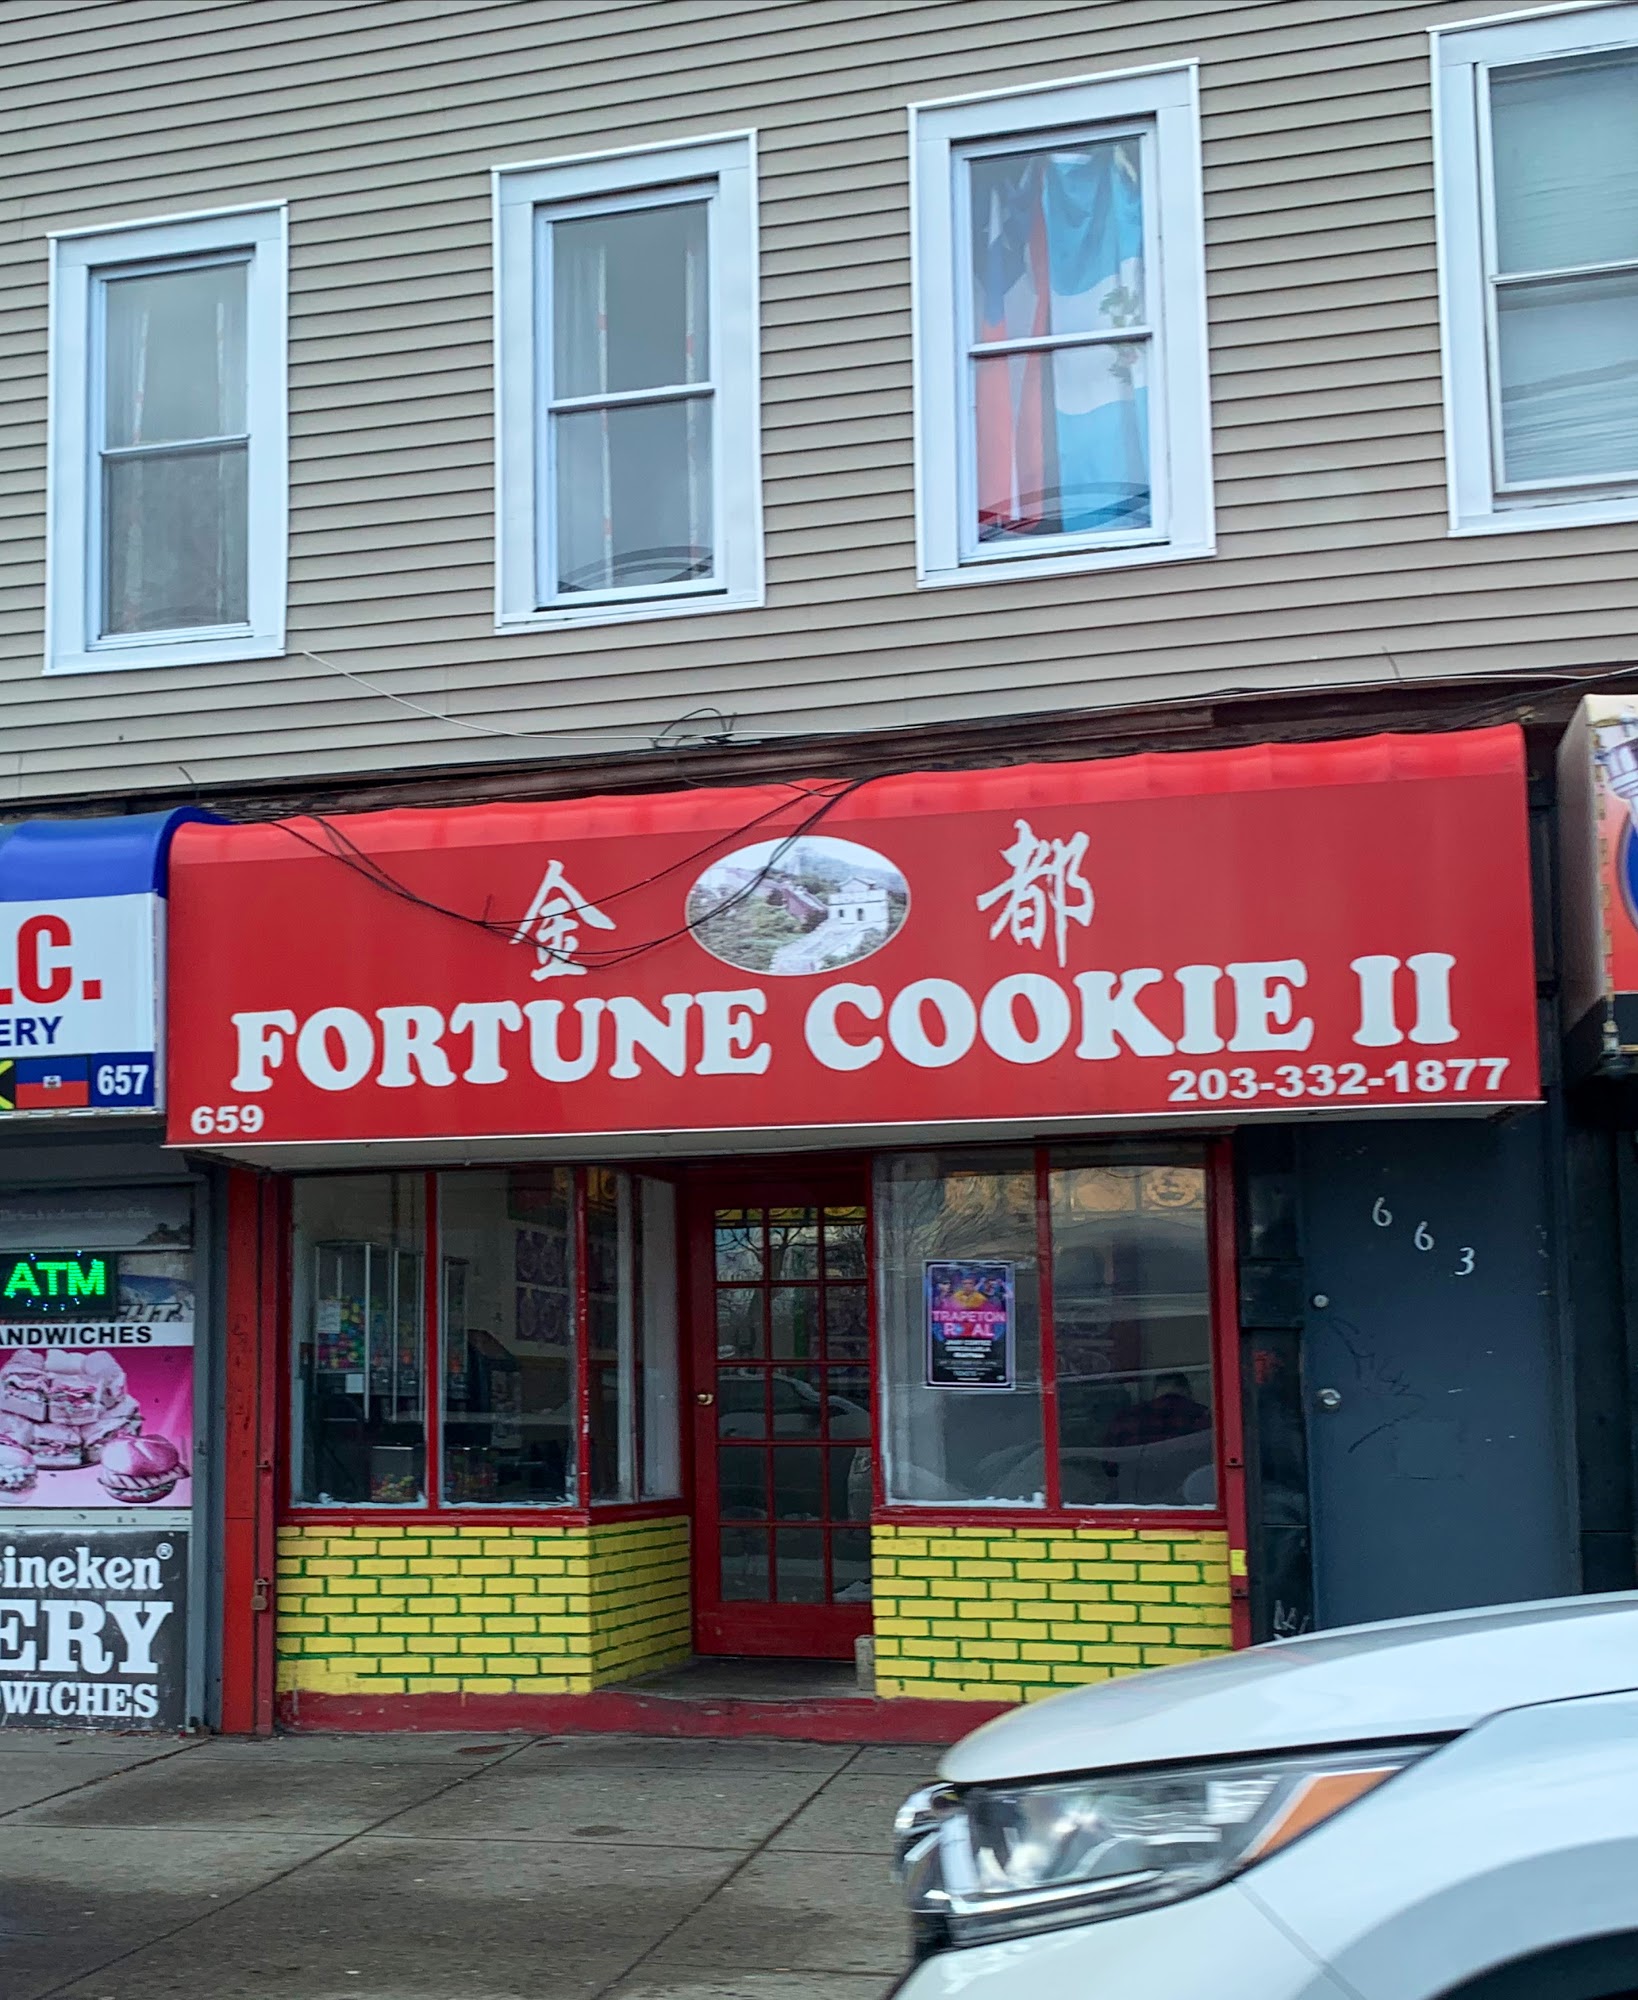 金 都
FORTUNE COOKIE II
203-332-1877
659
.C.
ERY
657
ATM
ANDWICHES
eineken®
ERY
WICHES
TRAPETON
663